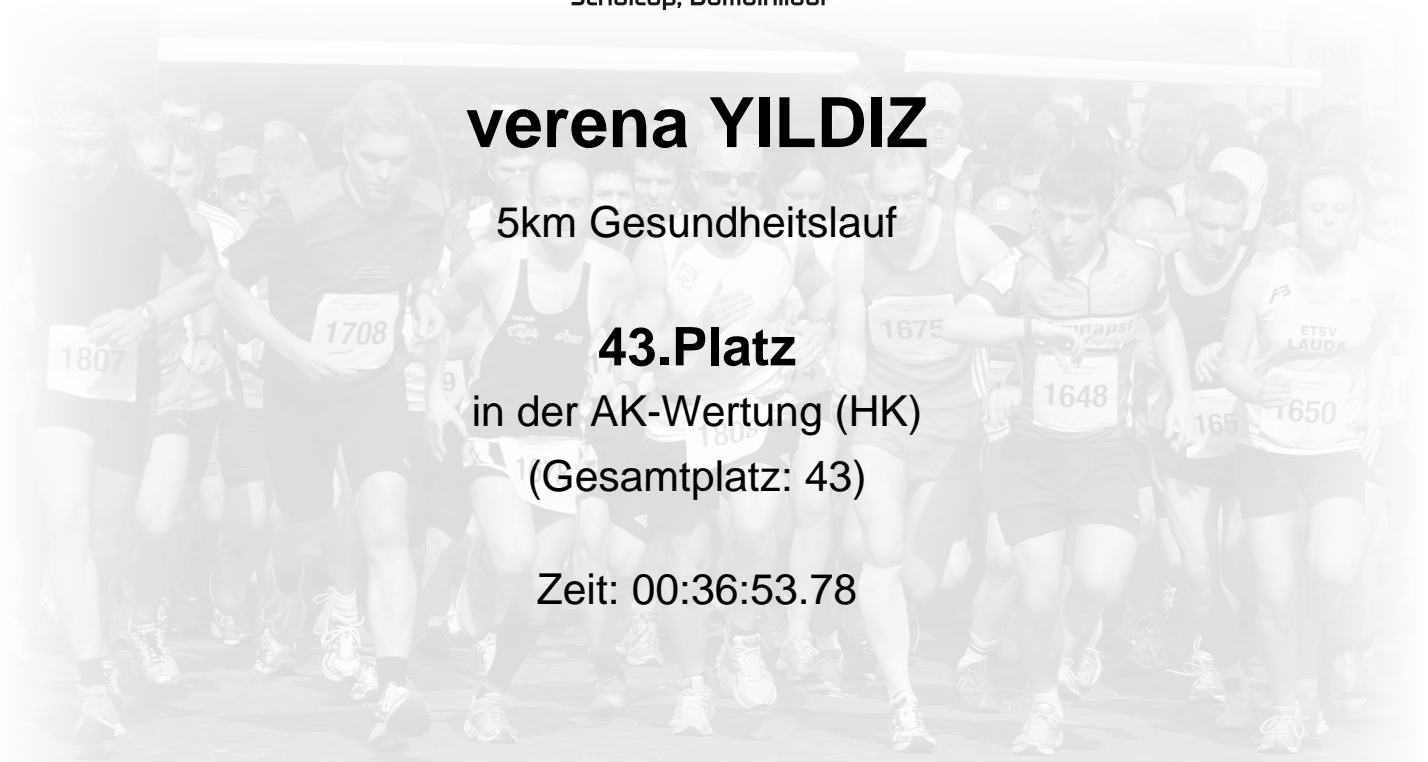 verena YILDIZ
5km Gesundheitslauf
43.Platz
in der AK-Wertung (HK)
(Gesamtplatz: 43)
Zeit: 00:36:53.78
1807
1708
1675
1648
165
1650
ETSV
LAUDA